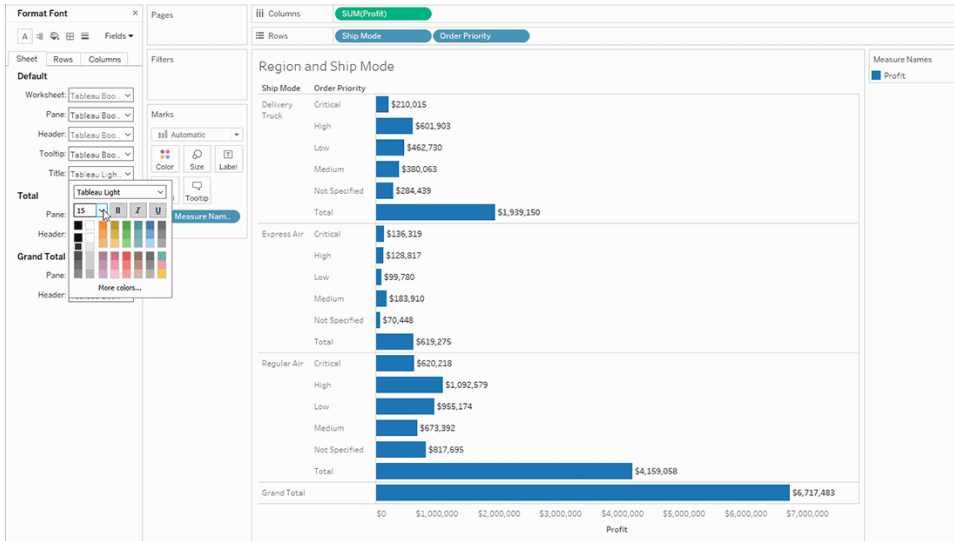 Format Font ×
A Fields
Sheet Rows Columns
Default
Worksheet: Tableau Boo..
Pane: Tableau Boo..
Header: Tableau Boo..
Tooltip: Tableau Boo..
Title: Tableau Ligh..
Tableau Light
15 B I U
More colors...
Total
Pane:
Header:
Grand Total
Pane:
Header:
Pages
Filters
Marks
Automatic
Color Size Label
Tooltip
Measure Nam..
Columns SUM(Profit)
Rows Ship Mode Order Priority
Region and Ship Mode
Ship Mode Order Priority
Delivery
Truck
Critical $210,015
High $601,903
Low $462,730
Medium $380,063
Not Specified $284,439
Total $1,939,150
Express Air Critical $136,319
High $128,817
Low $99,780
Medium $183,910
Not Specified $70,448
Total $619,275
Regular Air Critical $620,218
High $1,092,579
Low $955,174
Medium $673,392
Not Specified $817,695
Total $4,159,058
Grand Total $6,717,483
$0 $1,000,000 $2,000,000 $3,000,000 $4,000,000 $5,000,000 $6,000,000 $7,000,000
Profit
Measure Names
Profit